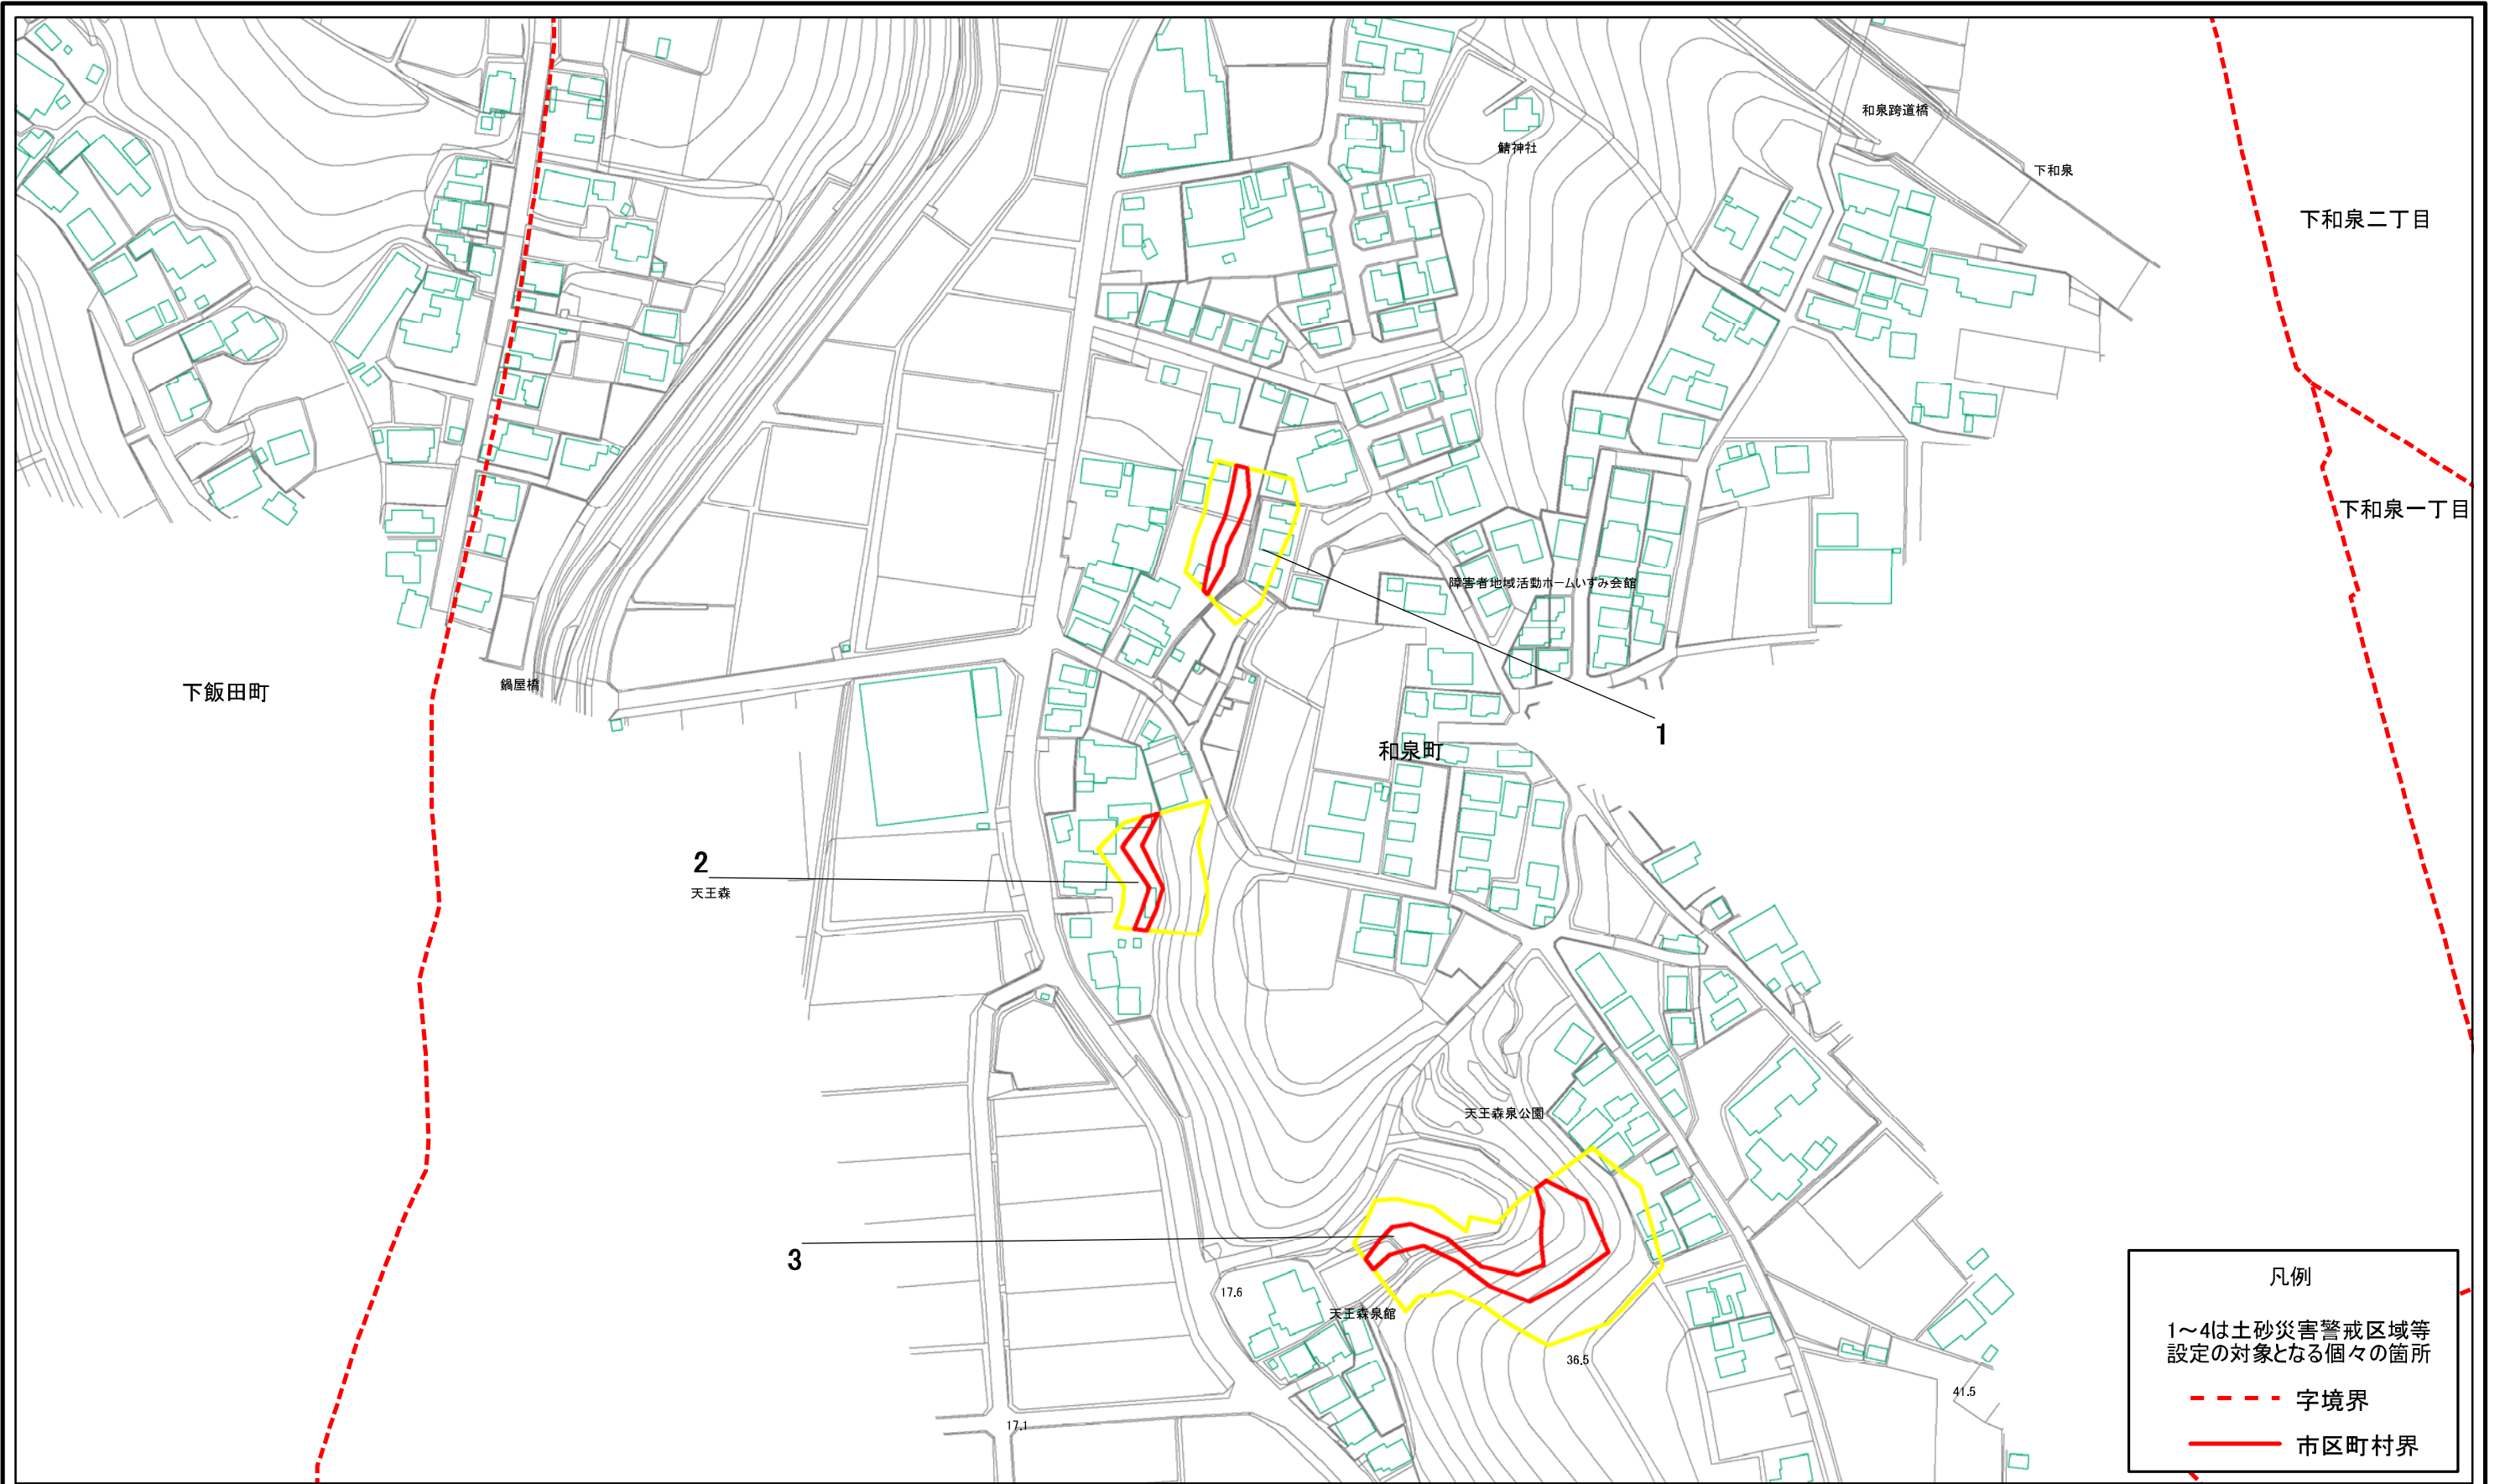 和泉跨道橋
鯖神社
下和泉
下和泉二丁目
下和泉一丁目
障害者地域活動ホームいずみ会館
下飯田町
鍋屋橋
1
和泉町
2
天王森
天王森泉公園
3
17.6
天王森泉館
36.5
41.5
17.1
凡例
1～4は土砂災害警戒区域等
設定の対象となる個々の箇所
字境界
市区町村界